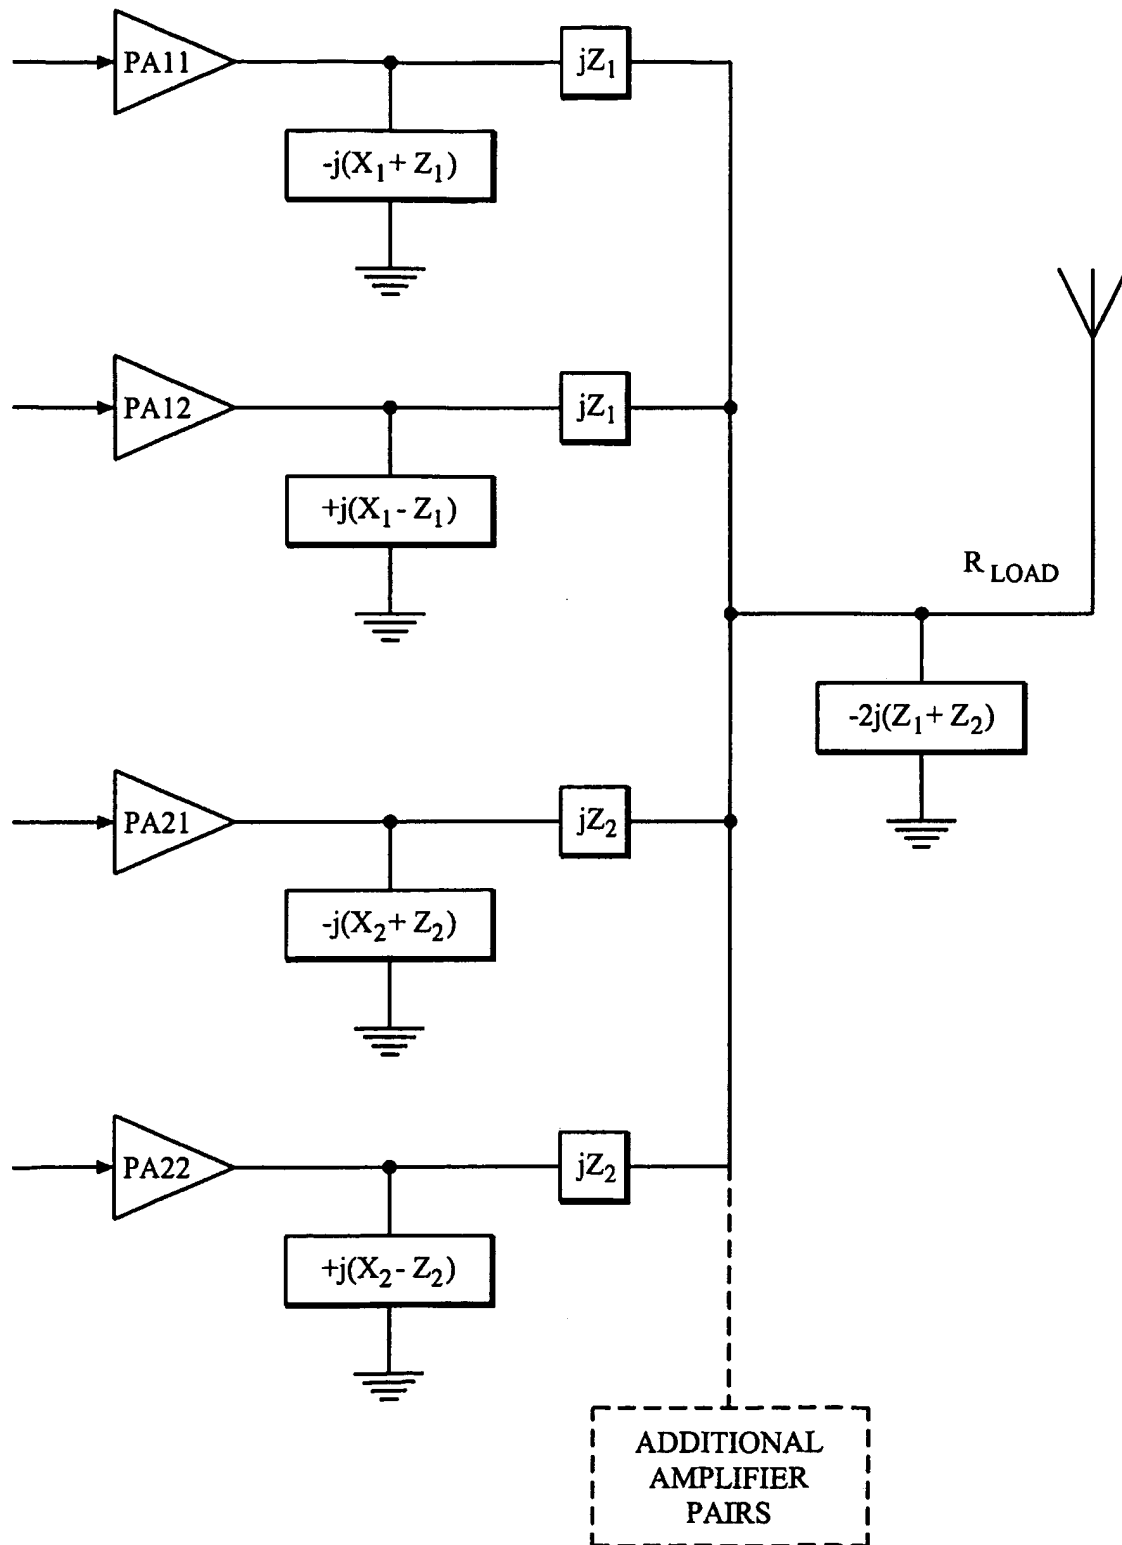 PA11
jZ₁
-j(X₁+ Z₁)
PA12
jZ₁
+j(X₁- Z₁)
R LOAD
-2j(Z₁+ Z₂)
PA21
jZ₂
-j(X₂+ Z₂)
PA22
jZ₂
+j(X₂- Z₂)
ADDITIONAL
AMPLIFIER
PAIRS